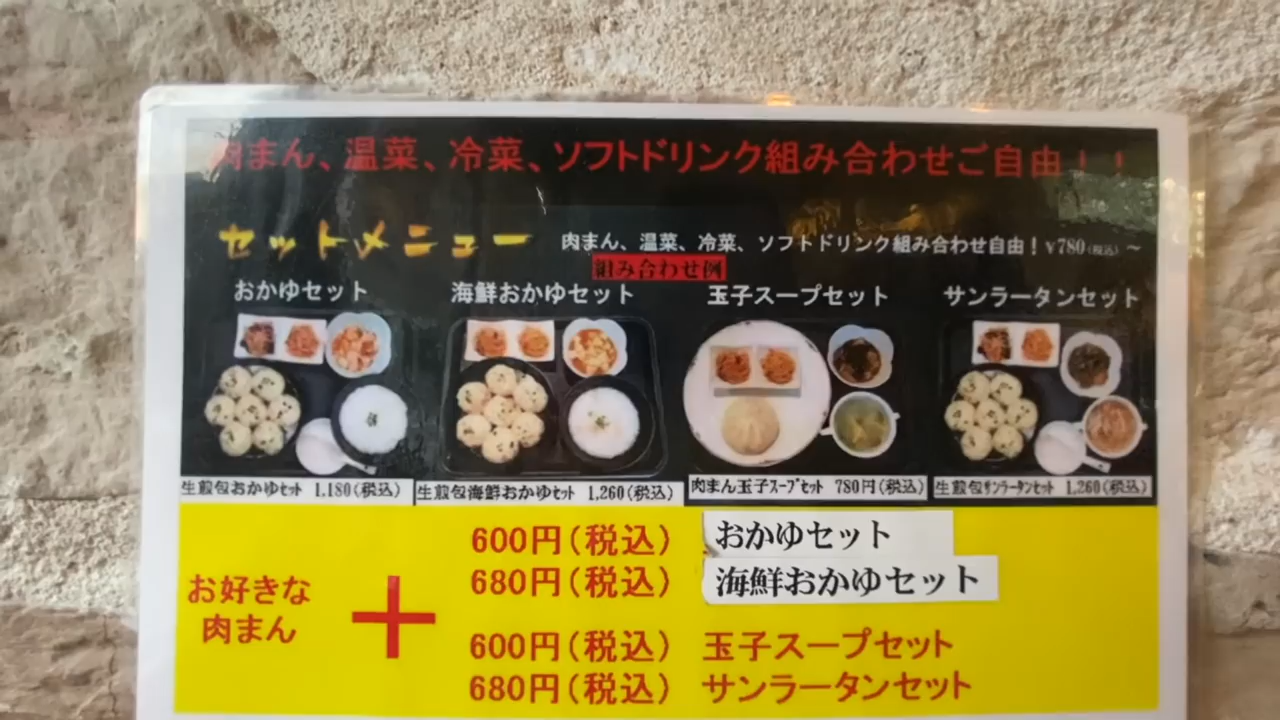 肉まん、温菜、冷菜、ソフトドリンク組み合わせご自由！！
セットメニュー
肉まん、温菜、冷菜、ソフトドリンク組み合わせ自由！¥780(税込)～
組み合わせ例
おかゆセット 海鮮おかゆセット 玉子スープセット サンラータンセット
生煎包おかゆセット 1,180(税込) 生煎包海鮮おかゆセット 1,260(税込) 肉まん玉子スープセット 780円(税込) 生煎包サンラータンセット 1,260(税込)
お好きな
肉まん
+
600円(税込) おかゆセット
680円(税込) 海鮮おかゆセット
600円(税込) 玉子スープセット
680円(税込) サンラータンセット